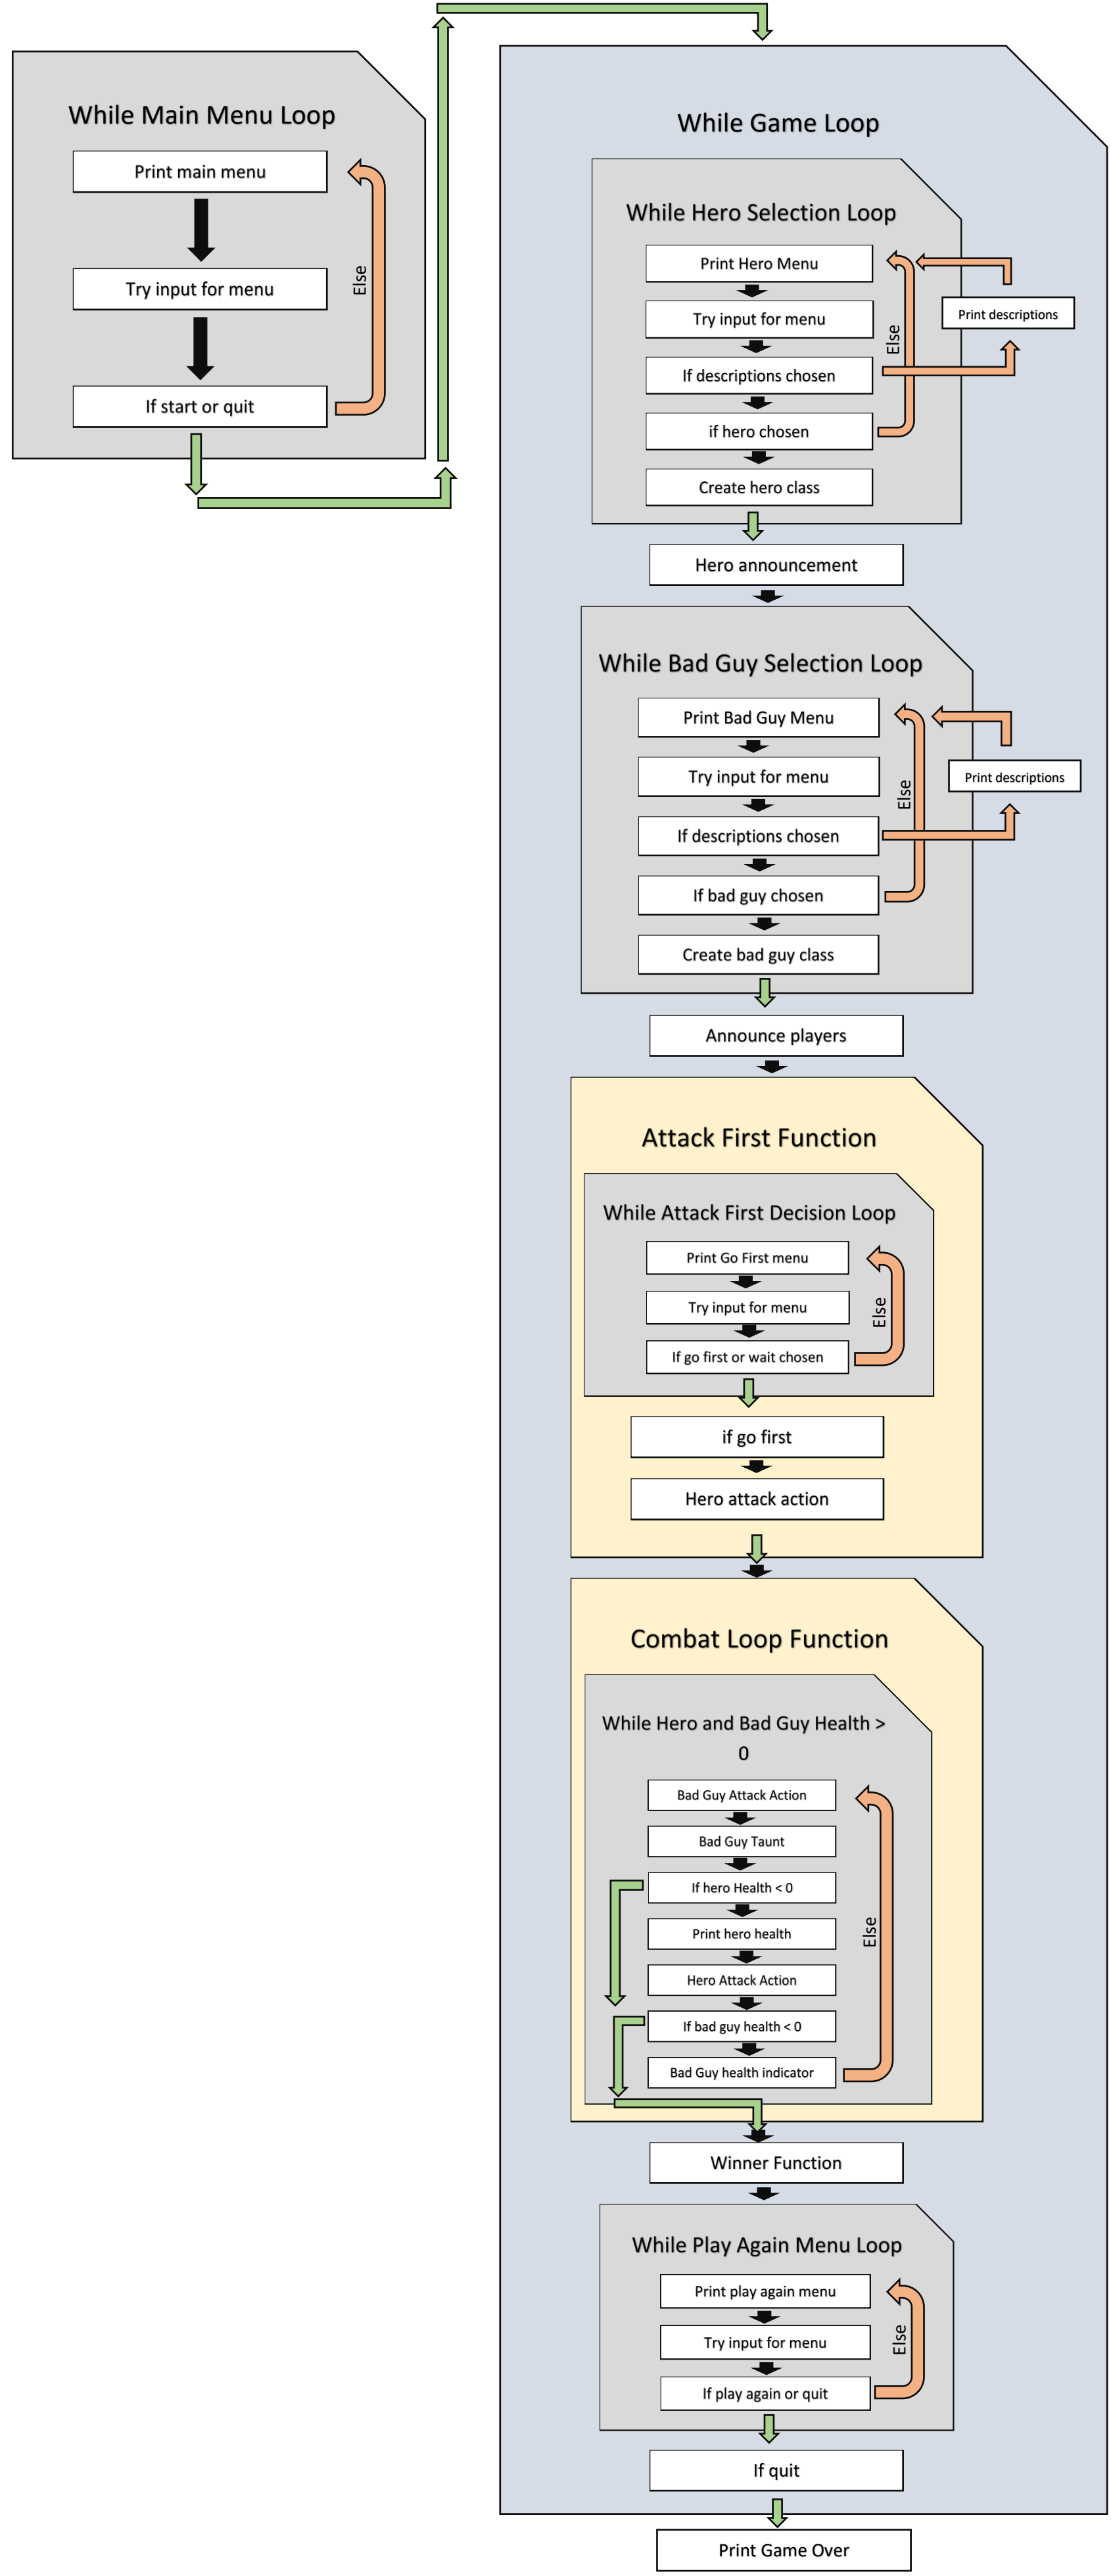 While Main Menu Loop
Print main menu
Try input for menu
If start or quit
Else
While Game Loop
While Hero Selection Loop
Print Hero Menu
Try input for menu
If descriptions chosen
if hero chosen
Create hero class
Else
Print descriptions
Hero announcement
While Bad Guy Selection Loop
Print Bad Guy Menu
Try input for menu
If descriptions chosen
If bad guy chosen
Create bad guy class
Else
Print descriptions
Announce players
Attack First Function
While Attack First Decision Loop
Print Go First menu
Try input for menu
If go first or wait chosen
Else
if go first
Hero attack action
Combat Loop Function
While Hero and Bad Guy Health >
0
Bad Guy Attack Action
Bad Guy Taunt
If hero Health < 0
Print hero health
Hero Attack Action
If bad guy health < 0
Bad Guy health indicator
Else
Winner Function
While Play Again Menu Loop
Print play again menu
Try input for menu
If play again or quit
Else
If quit
Print Game Over